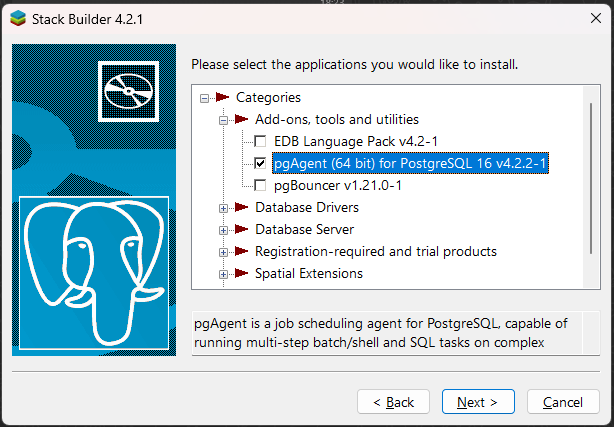 Stack Builder 4.2.1
Please select the applications you would like to install.
Categories
Add-ons, tools and utilities
EDB Language Pack v4.2-1
pgAgent (64 bit) for PostgreSQL 16 v4.2.2-1
pgBouncer v1.21.0-1
Database Drivers
Database Server
Registration-required and trial products
Spatial Extensions
pgAgent is a job scheduling agent for PostgreSQL, capable of
running multi-step batch/shell and SQL tasks on complex
< Back
Next >
Cancel